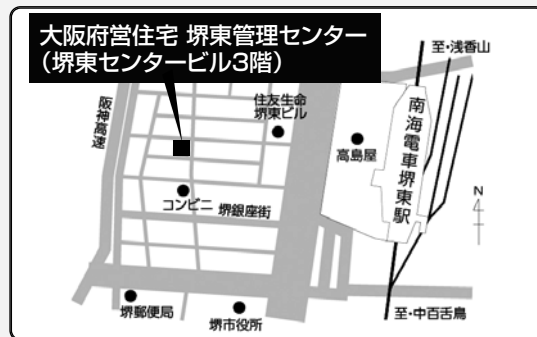 大阪府営住宅 堺東管理センター
（堺東センタービル3階）
至・浅香山
阪神高速
住友生命
堺東ビル
高島屋
南海電車堺東駅
N
コンビニ
堺銀座街
堺郵便局
堺市役所
至・中百舌鳥